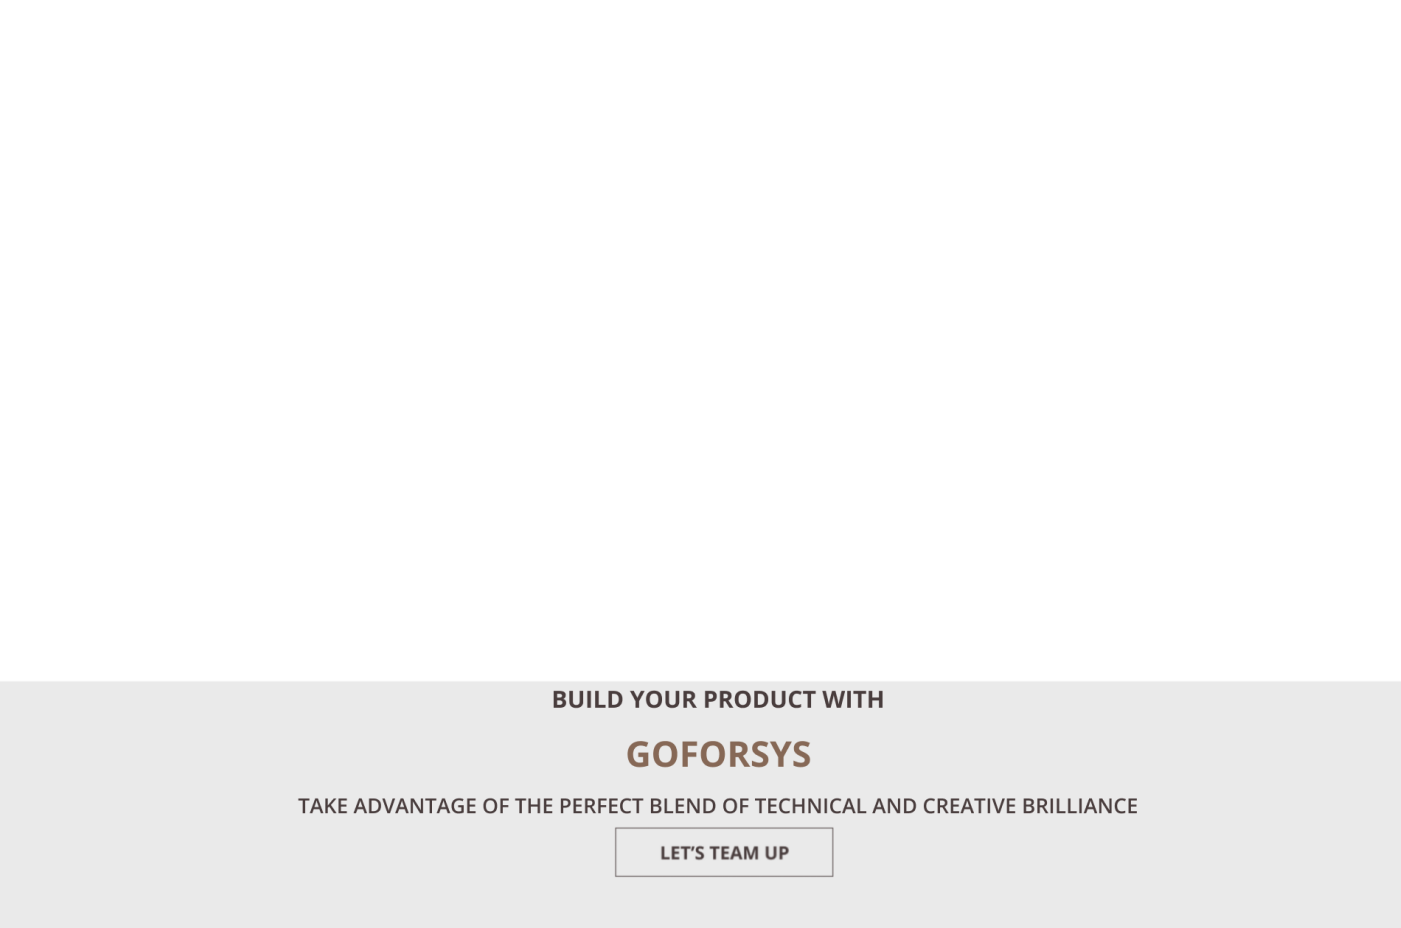 BUILD YOUR PRODUCT WITH
GOFORSYS
TAKE ADVANTAGE OF THE PERFECT BLEND OF TECHNICAL AND CREATIVE BRILLIANCE
LET’S TEAM UP